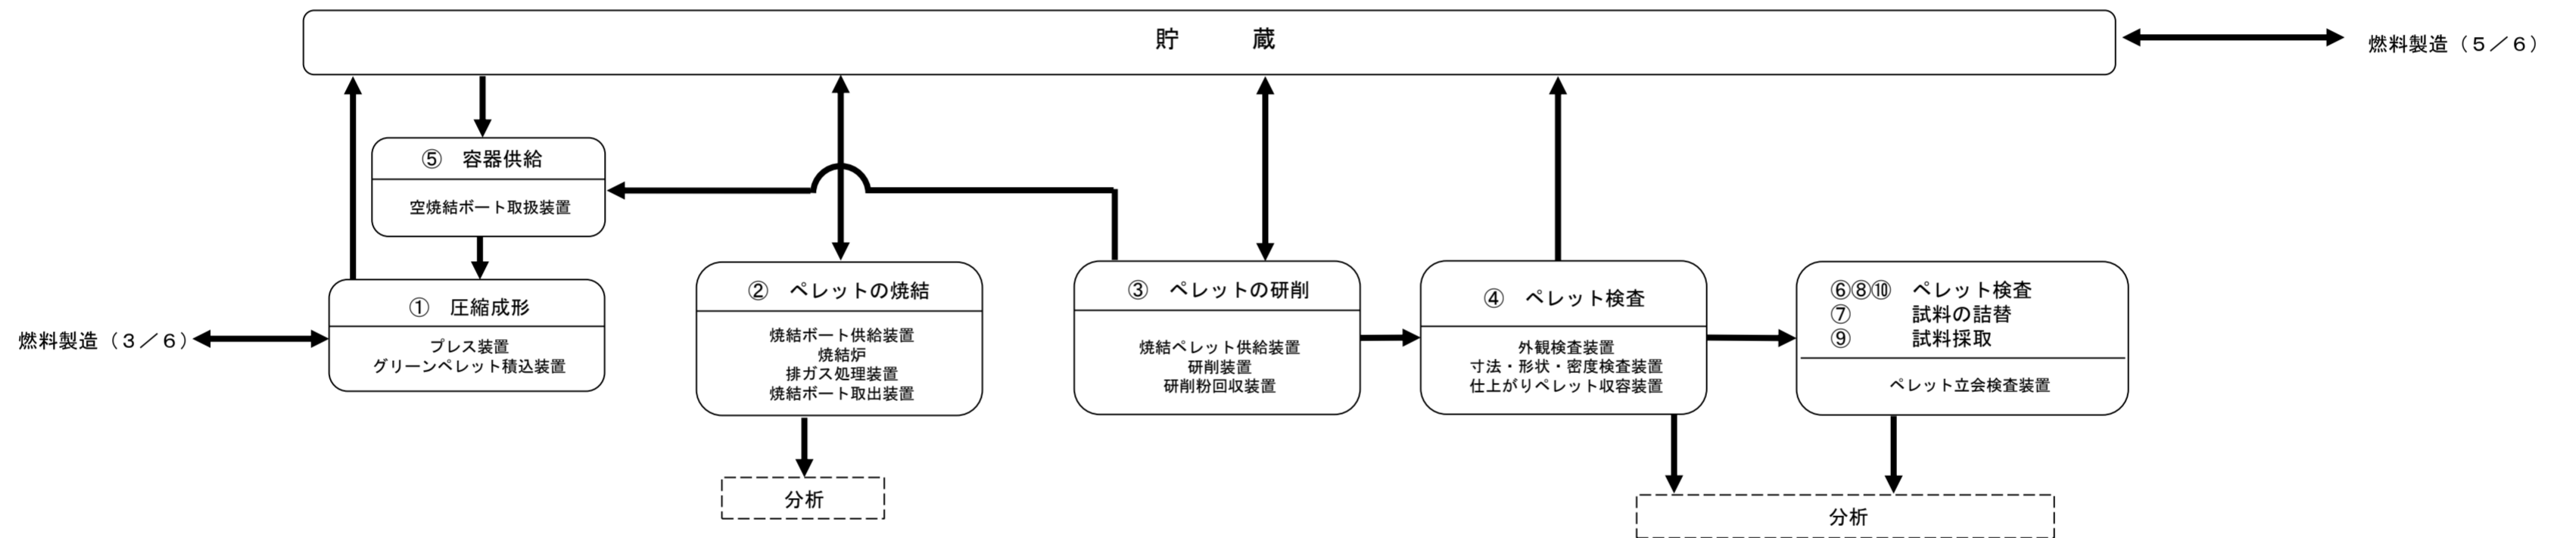 貯　　　蔵
燃料製造（５／６）
⑤　容器供給
空焼結ボート取扱装置
燃料製造（３／６）
①　圧縮成形
プレス装置
グリーンペレット積込装置
②　ペレットの焼結
焼結ボート供給装置
焼結炉
排ガス処理装置
焼結ボート取出装置
分析
③　ペレットの研削
焼結ペレット供給装置
研削装置
研削粉回収装置
④　ペレット検査
外観検査装置
寸法・形状・密度検査装置
仕上がりペレット収容装置
⑥⑧⑩　ペレット検査
⑦　　　試料の詰替
⑨　　　試料採取
ペレット立会検査装置
分析